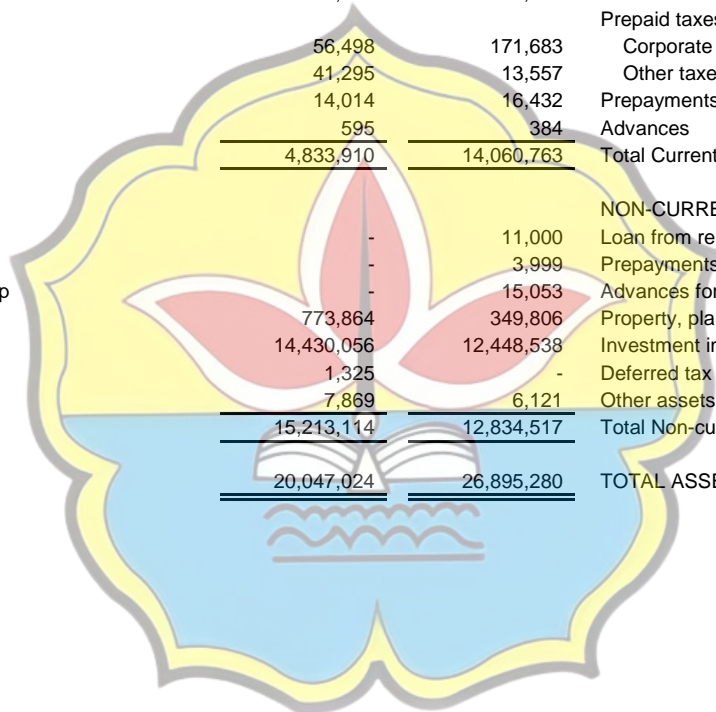 Prepaid taxes
56,498 171,683 Corporate
41,295 13,557 Other taxe
14,014 16,432 Prepayments
595 384 Advances
4,833,910 14,060,763 Total Current
NON-CURRE
- 11,000 Loan from re
- 3,999 Prepayments
p - 15,053 Advances for
773,864 349,806 Property, pla
14,430,056 12,448,538 Investment in
1,325 - Deferred tax
7,869 6,121 Other assets
15,213,114 12,834,517 Total Non-cu
20,047,024 26,895,280 TOTAL ASSE